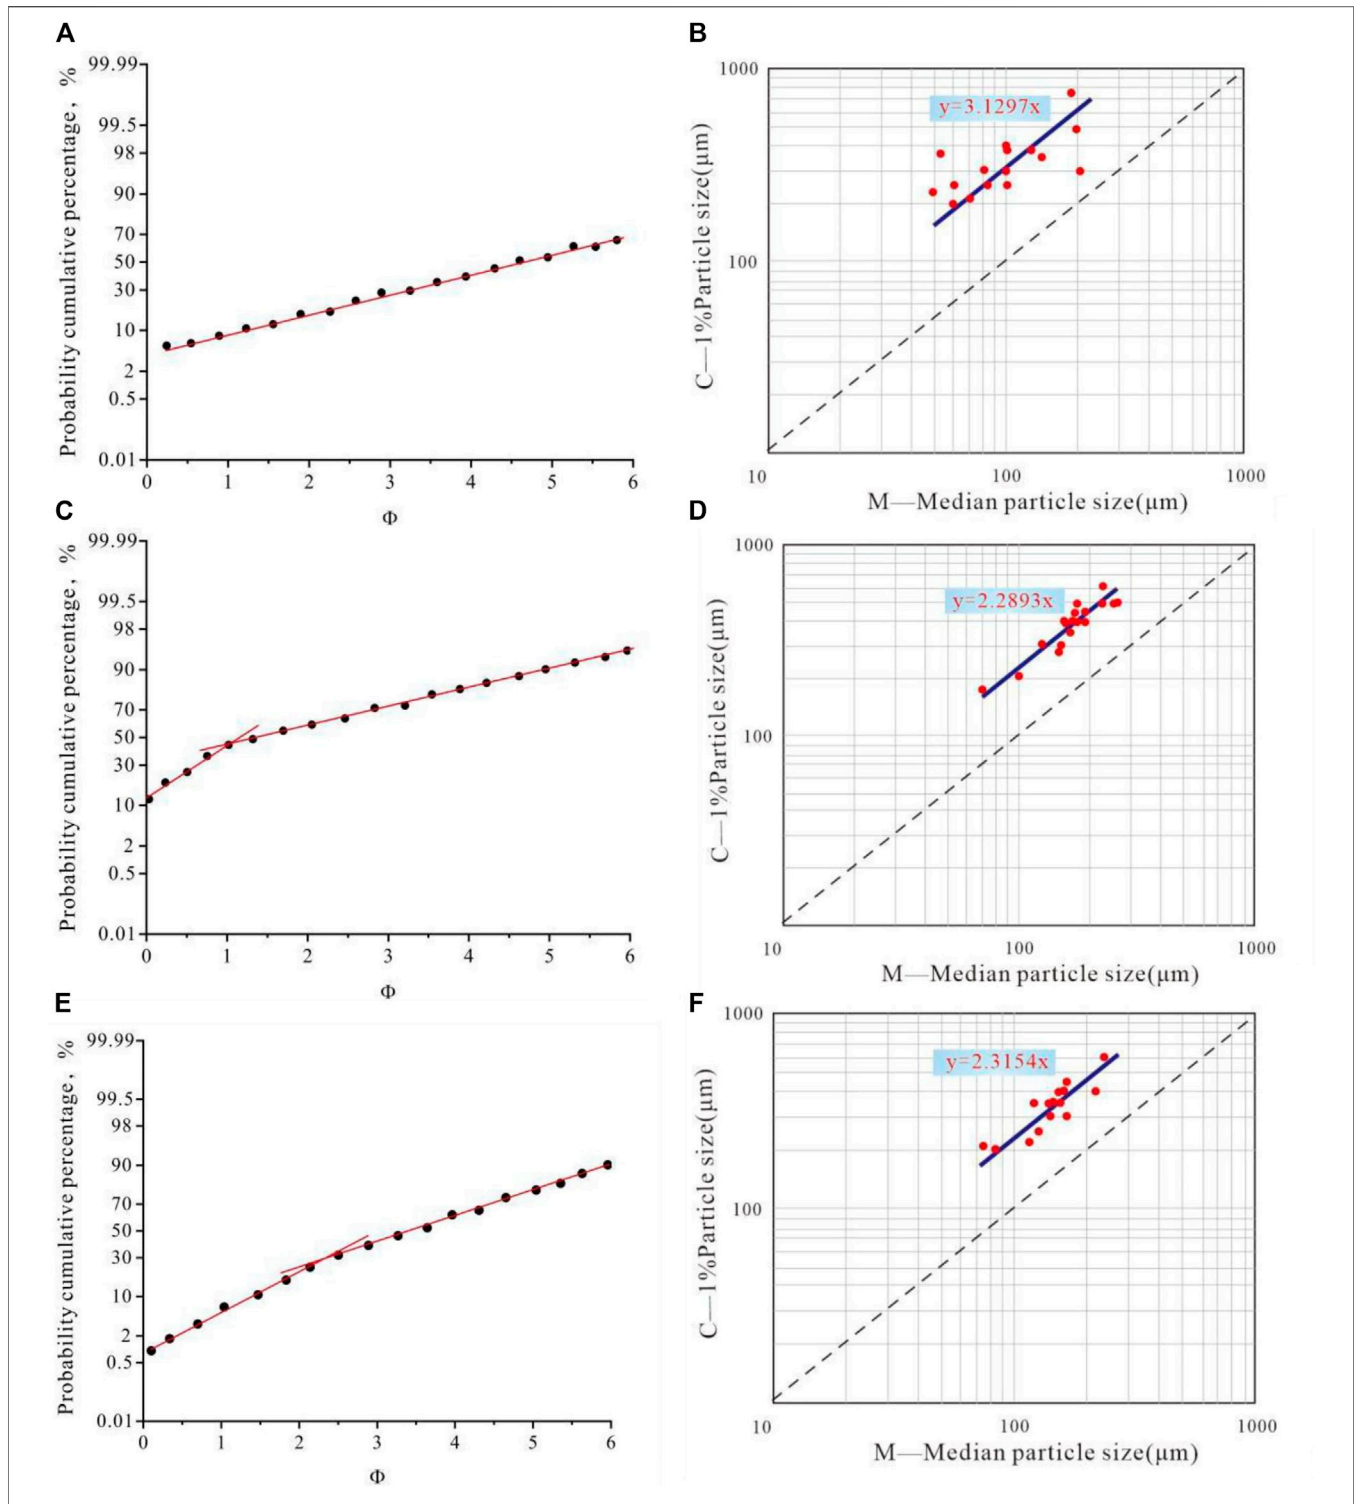 A
Probability cumulative percentage, %
99.99
99.5
98
90
70
50
30
10
2
0.5
0.01
0 1 2 3 4 5 6
Φ
B
C—1%Particle size(μm)
1000
100
10 100 1000
y=3.1297x
M—Median particle size(μm)
C
Probability cumulative percentage, %
99.99
99.5
98
90
70
50
30
10
2
0.5
0.01
0 1 2 3 4 5 6
Φ
D
C—1%Particle size(μm)
1000
100
10 100 1000
y=2.2893x
M—Median particle size(μm)
E
Probability cumulative percentage, %
99.99
99.5
98
90
70
50
30
10
2
0.5
0.01
0 1 2 3 4 5 6
Φ
F
C—1%Particle size(μm)
1000
100
10 100 1000
y=2.3154x
M—Median particle size(μm)